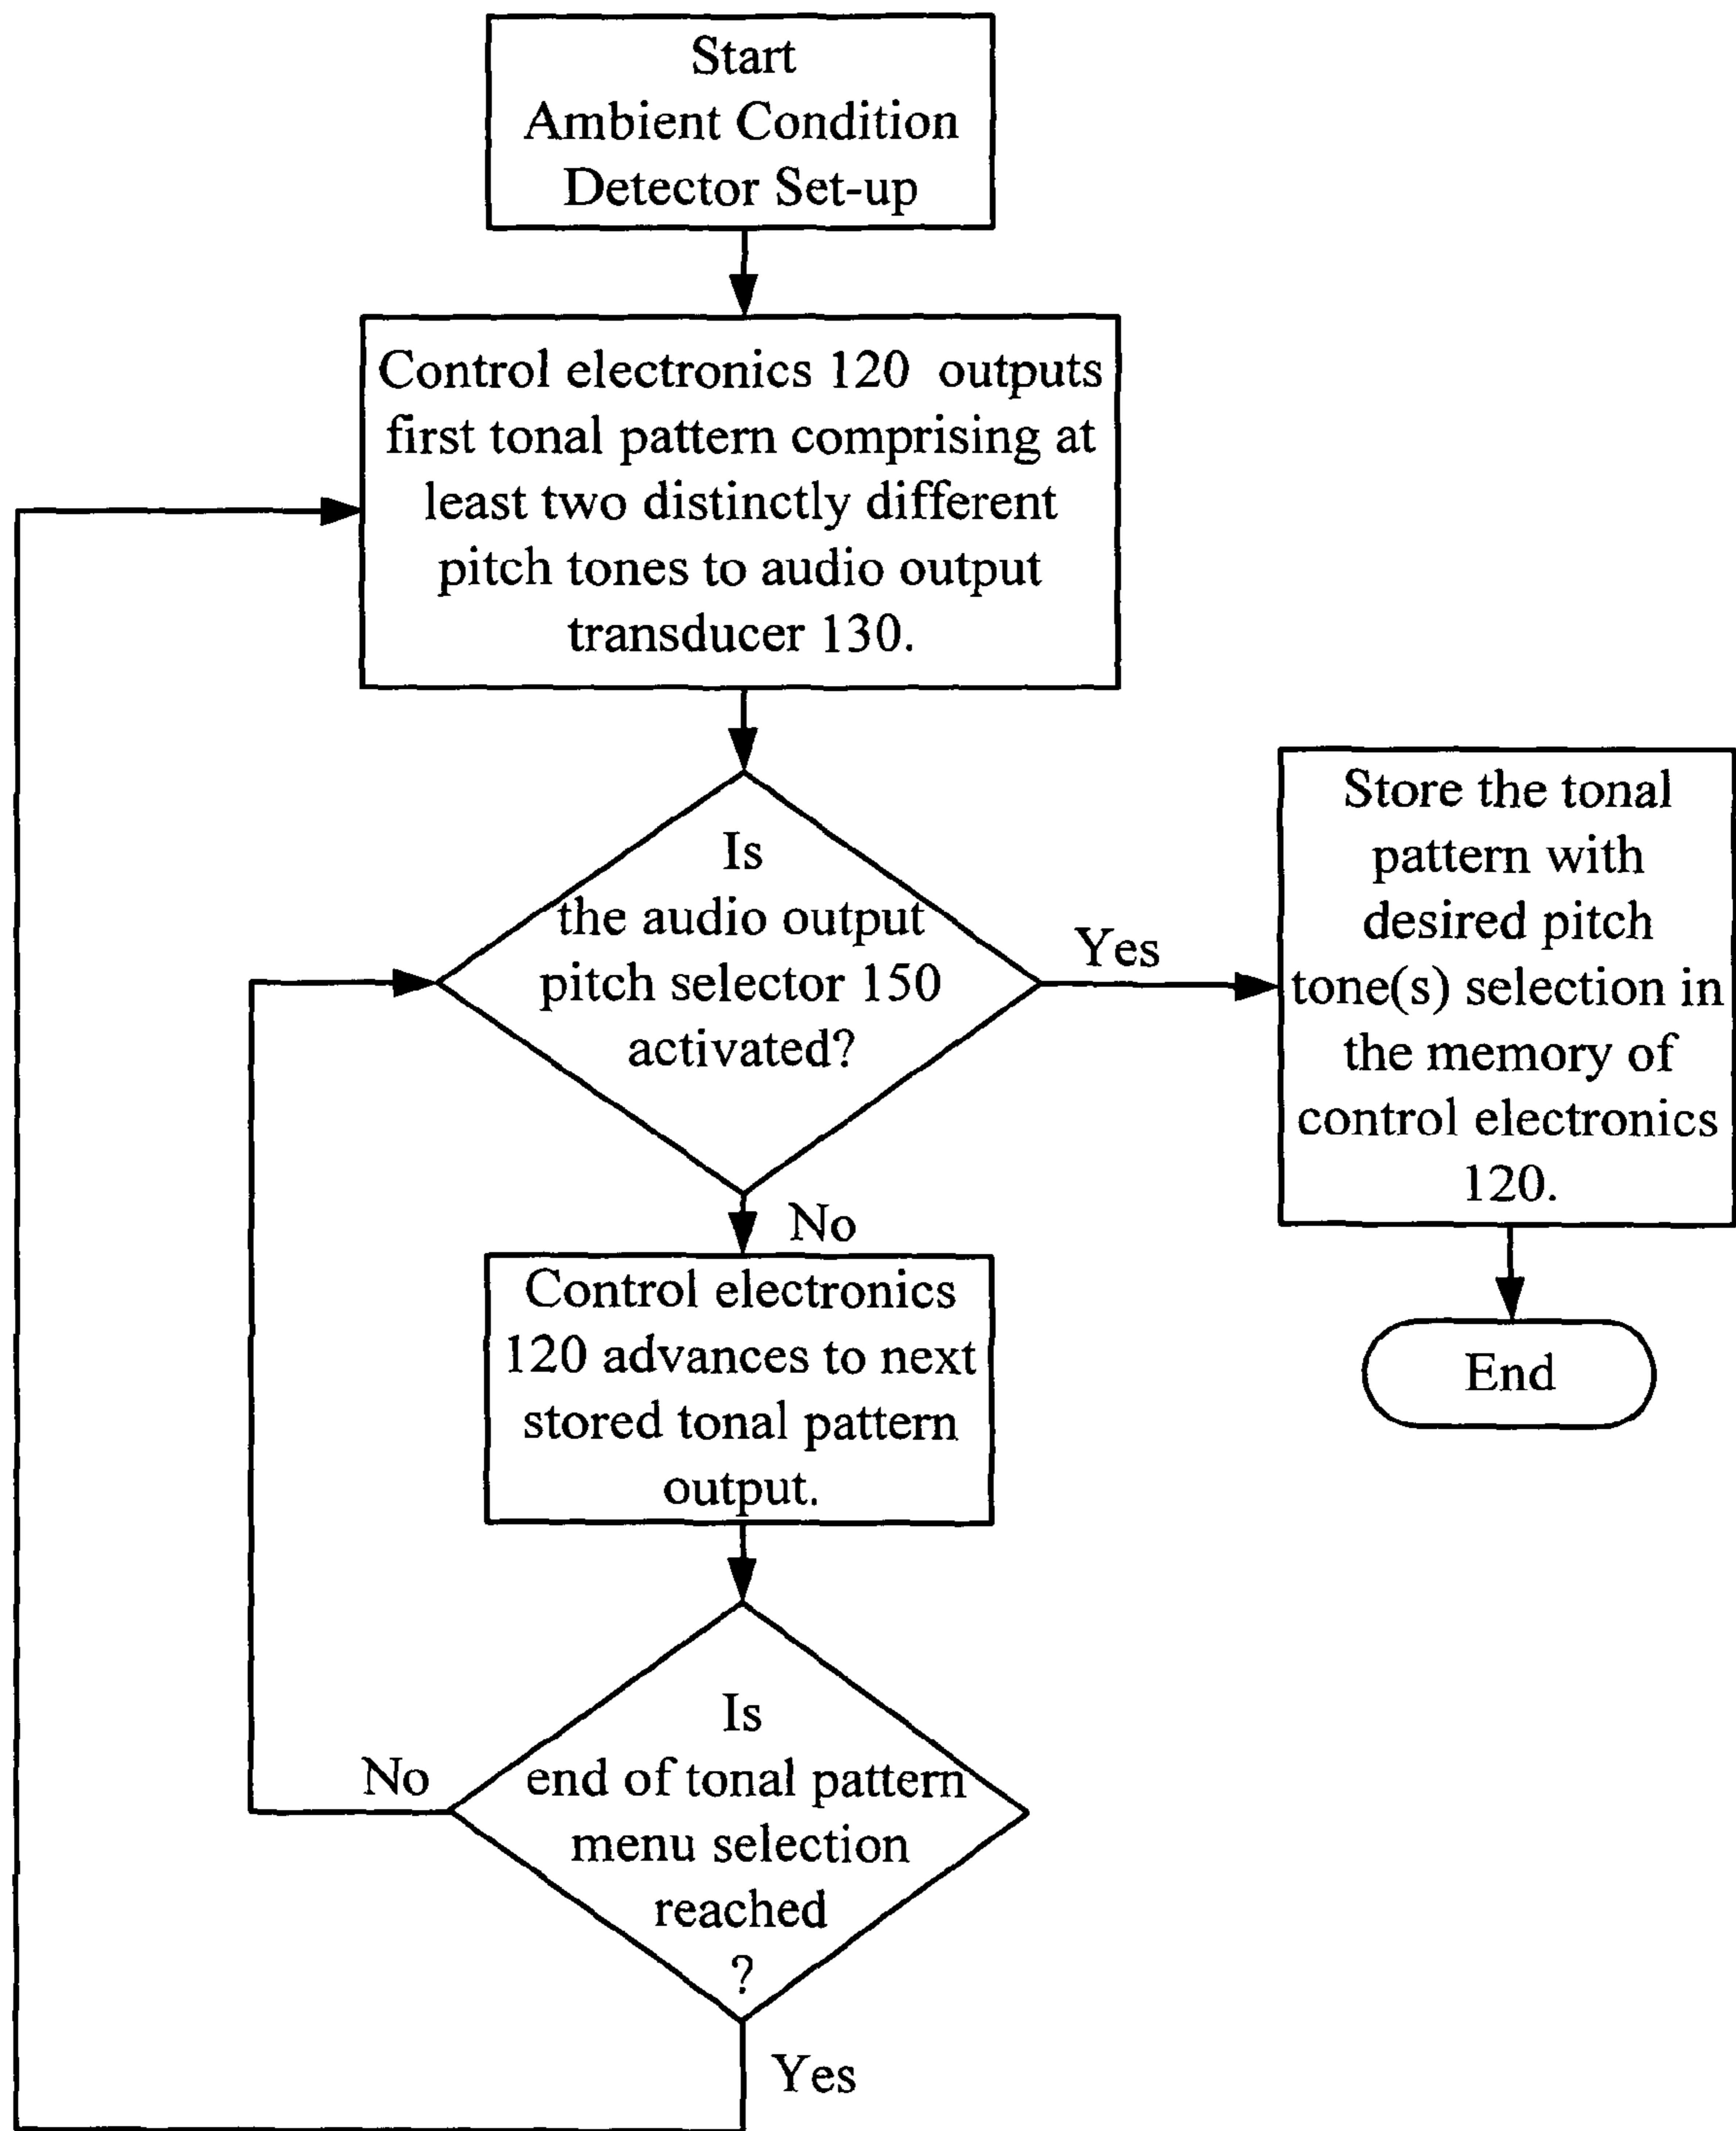 Start
Ambient Condition
Detector Set-up
Control electronics 120 outputs
first tonal pattern comprising at
least two distinctly different
pitch tones to audio output
transducer 130.
Is
the audio output
pitch selector 150
activated?
Yes
Store the tonal
pattern with
desired pitch
tone(s) selection in
the memory of
control electronics
120.
End
No
Control electronics
120 advances to next
stored tonal pattern
output.
Is
end of tonal pattern
menu selection
reached
?
No
Yes